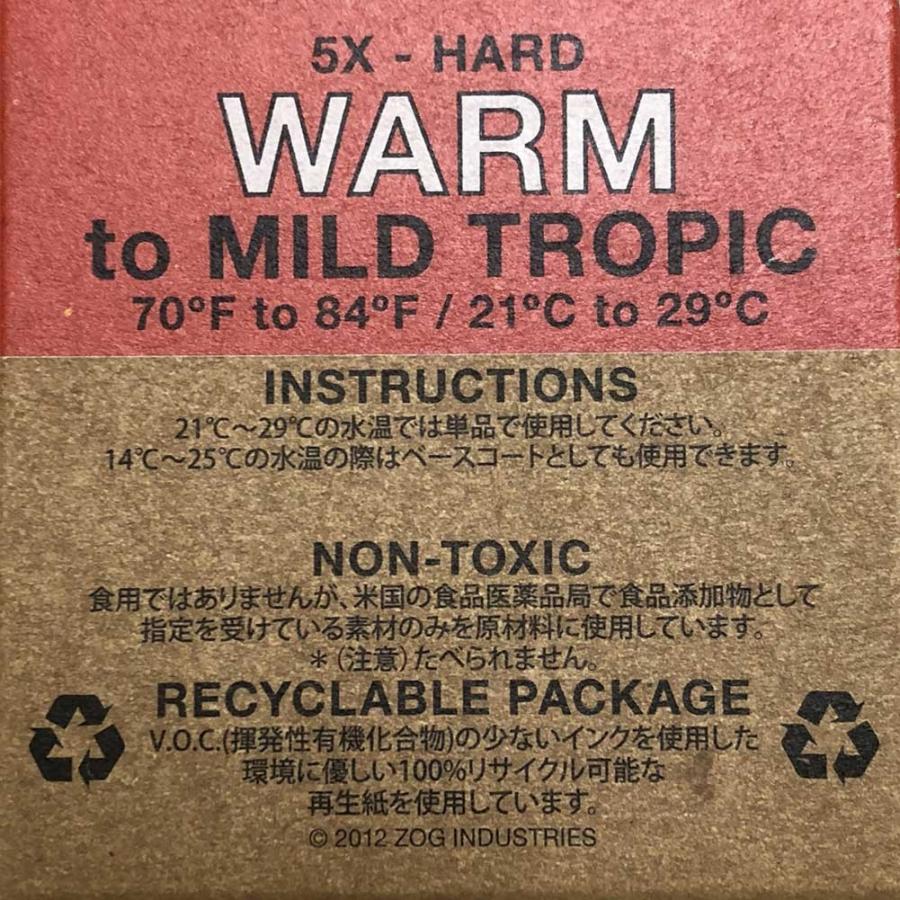 5X - HARD
WARM
to MILD TROPIC
70ºF to 84ºF / 21ºC to 29ºC
INSTRUCTIONS
21℃～29℃の水温では単品で使用してください。
14℃～25℃の水温の際はベースコートとしても使用できます。
NON-TOXIC
食用ではありませんが、米国の食品医薬品局で食品添加物として
指定を受けている素材のみを原材料に使用しています。
＊（注意）たべられません。
RECYCLABLE PACKAGE
V.O.C.(揮発性有機化合物)の少ないインクを使用した
環境に優しい100%リサイクル可能な
再生紙を使用しています。
© 2012 ZOG INDUSTRIES